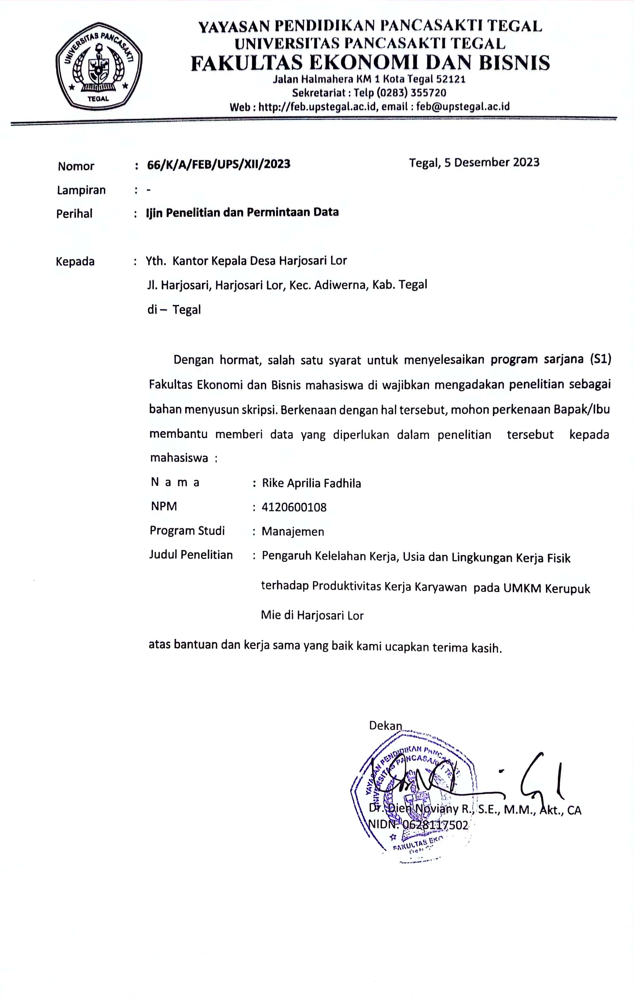 UNIVERSITAS PANCASAKTI
TEGAL
YAYASAN PENDIDIKAN PANCASAKTI TEGAL
UNIVERSITAS PANCASAKTI TEGAL
FAKULTAS EKONOMI DAN BISNIS
Jalan Halmahera KM 1 Kota Tegal 52121
Sekretariat : Telp (0283) 355720
Web : http://feb.upstegal.ac.id, email : feb@upstegal.ac.id
Nomor : 66/K/A/FEB/UPS/XII/2023 Tegal, 5 Desember 2023
Lampiran : -
Perihal : Ijin Penelitian dan Permintaan Data
Kepada : Yth. Kantor Kepala Desa Harjosari Lor
Jl. Harjosari, Harjosari Lor, Kec. Adiwerna, Kab. Tegal
di – Tegal
Dengan hormat, salah satu syarat untuk menyelesaikan program sarjana (S1)
Fakultas Ekonomi dan Bisnis mahasiswa di wajibkan mengadakan penelitian sebagai
bahan menyusun skripsi. Berkenaan dengan hal tersebut, mohon perkenaan Bapak/Ibu
membantu memberi data yang diperlukan dalam penelitian tersebut kepada
mahasiswa :
N a m a : Rike Aprilia Fadhila
NPM : 4120600108
Program Studi : Manajemen
Judul Penelitian : Pengaruh Kelelahan Kerja, Usia dan Lingkungan Kerja Fisik
terhadap Produktivitas Kerja Karyawan pada UMKM Kerupuk
Mie di Harjosari Lor
atas bantuan dan kerja sama yang baik kami ucapkan terima kasih.
Dekan
YAYASAN PENDIDIKAN
UNIVERSITAS PANCASAKTI
Dr. Dien Noviany R., S.E., M.M., Akt., CA
NIDN. 0628117502
FAKULTAS